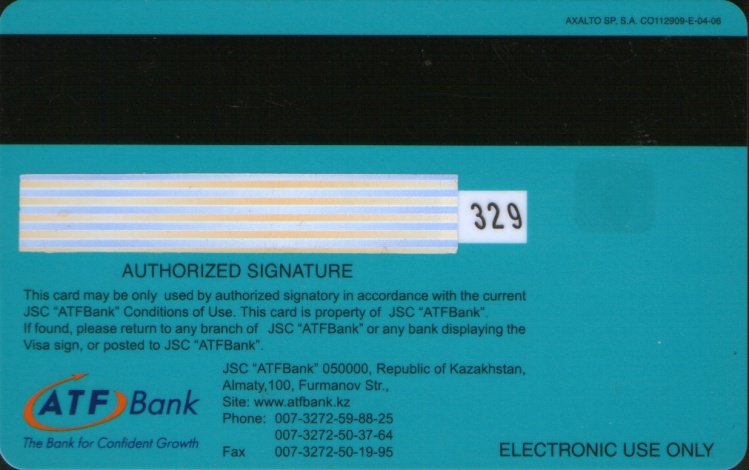 AXALTO SP, S.A. CO112909-E-04-06
329
AUTHORIZED SIGNATURE
This card may be only used by authorized signatory in accordance with the current
JSC "ATFBank" Conditions of Use. This card is property of JSC "ATFBank".
If found, please return to any branch of JSC "ATFBank" or any bank displaying the
Visa sign, or posted to JSC "ATFBank".
JSC "ATFBank" 050000, Republic of Kazakhstan,
Almaty,100, Furmanov Str.,
Site: www.atfbank.kz
Phone: 007-3272-59-88-25
007-3272-50-37-64
Fax 007-3272-50-19-95
ATF Bank
The Bank for Confident Growth
ELECTRONIC USE ONLY